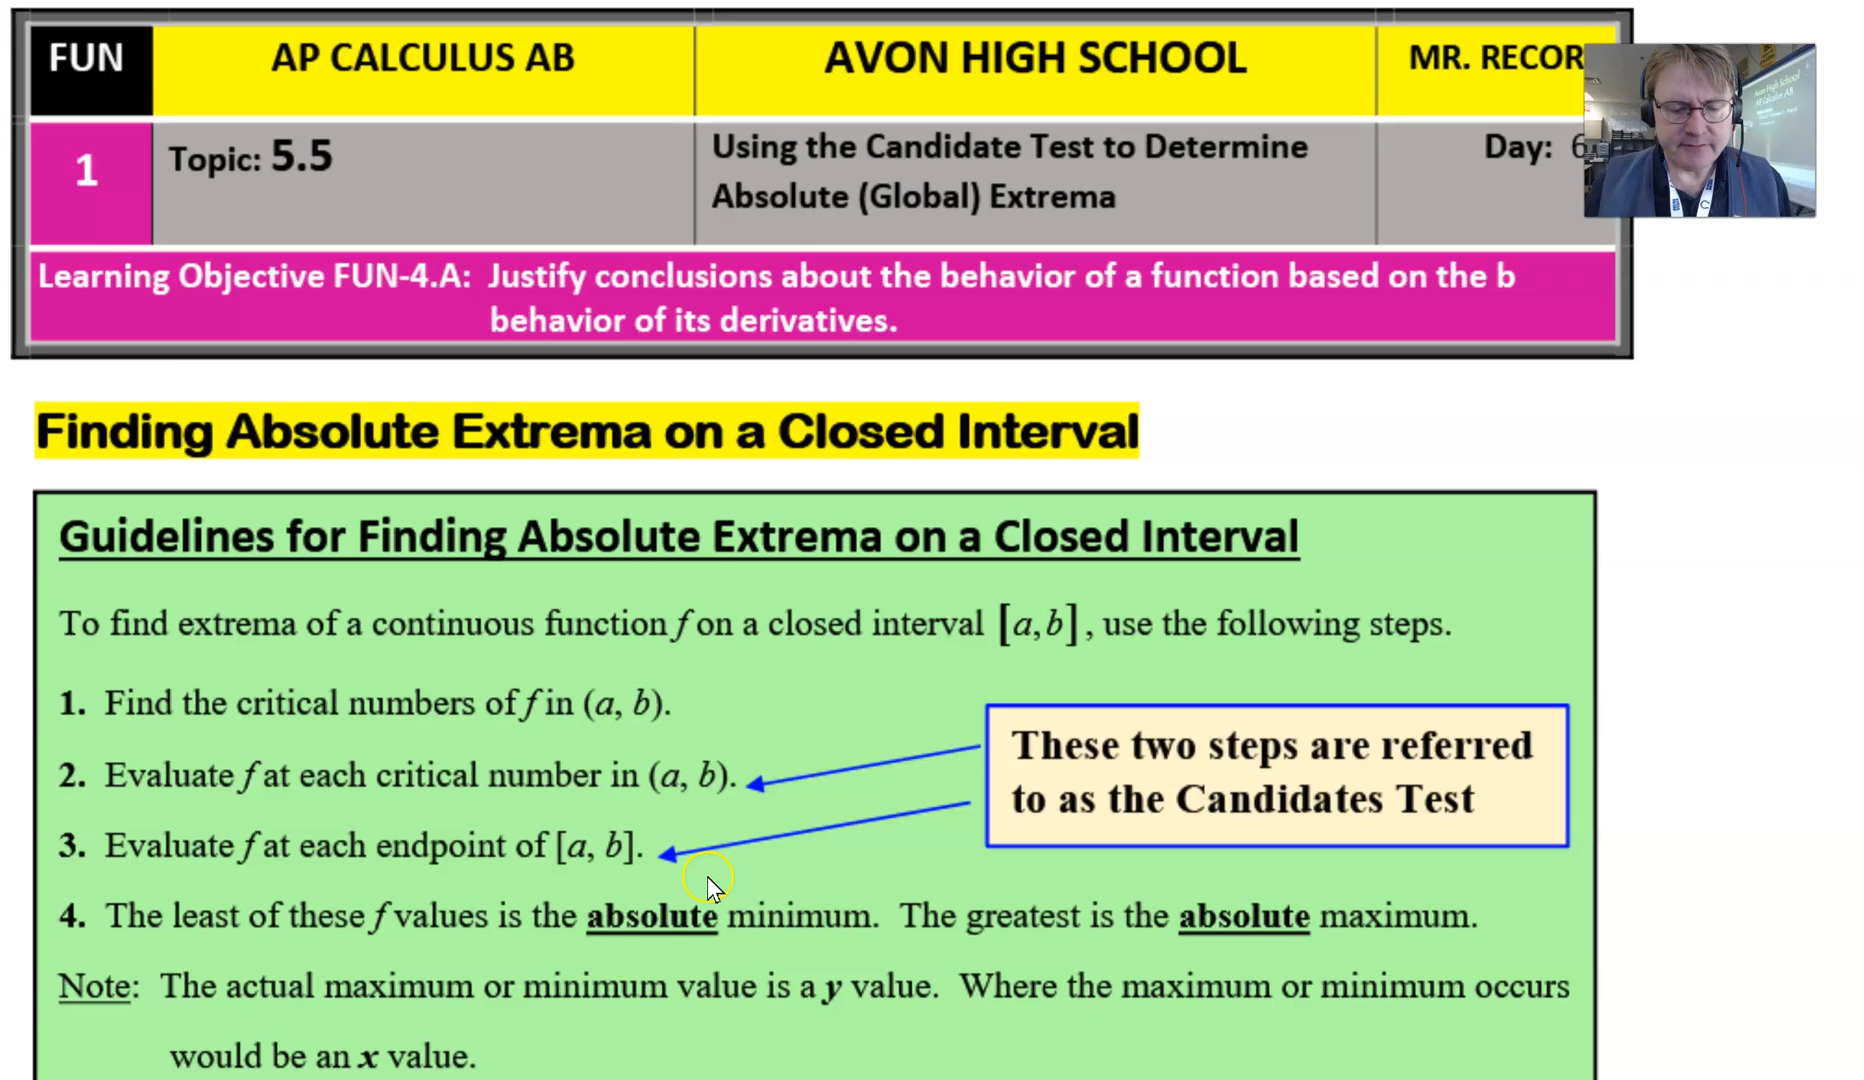 FUN AP CALCULUS AB AVON HIGH SCHOOL MR. RECOR
1 Topic: 5.5 Using the Candidate Test to Determine Day: 6
Absolute (Global) Extrema
Learning Objective FUN-4.A: Justify conclusions about the behavior of a function based on the b
behavior of its derivatives.
Avon High School
AP Calculus AB
Finding Absolute Extrema on a Closed Interval
Guidelines for Finding Absolute Extrema on a Closed Interval
To find extrema of a continuous function f on a closed interval [a,b], use the following steps.
1. Find the critical numbers of f in (a, b).
2. Evaluate f at each critical number in (a, b).
3. Evaluate f at each endpoint of [a, b].
These two steps are referred
to as the Candidates Test
4. The least of these f values is the absolute minimum. The greatest is the absolute maximum.
Note: The actual maximum or minimum value is a y value. Where the maximum or minimum occurs
would be an x value.